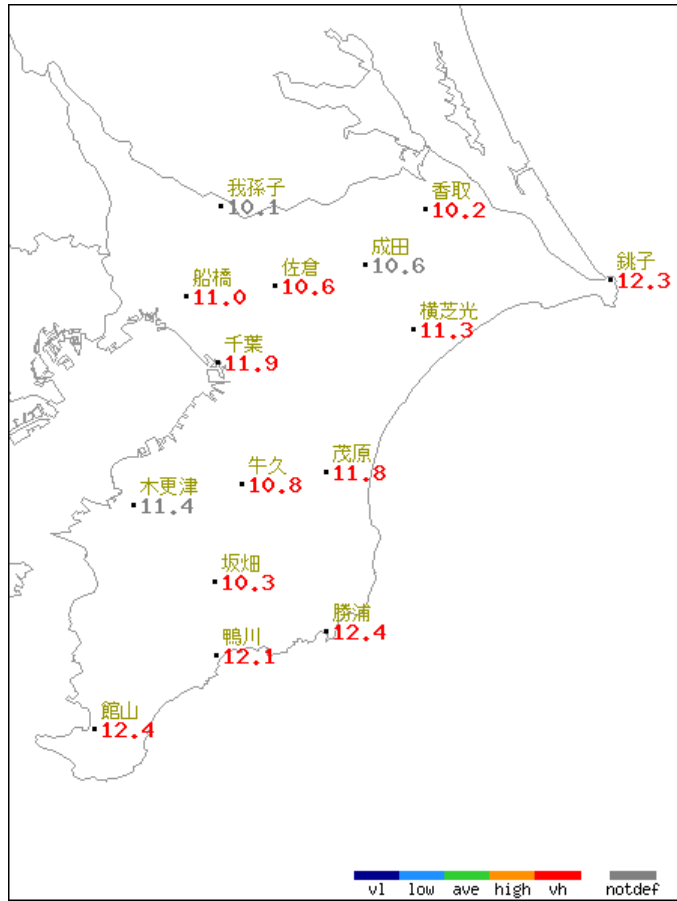 我孫子
10.1
香取
10.2
成田
10.6
銚子
12.3
船橋
11.0
佐倉
10.6
横芝光
11.3
千葉
11.9
茂原
11.8
牛久
10.8
木更津
11.4
坂畑
10.3
勝浦
12.4
鴨川
12.1
館山
12.4
vl low ave high vh notdef